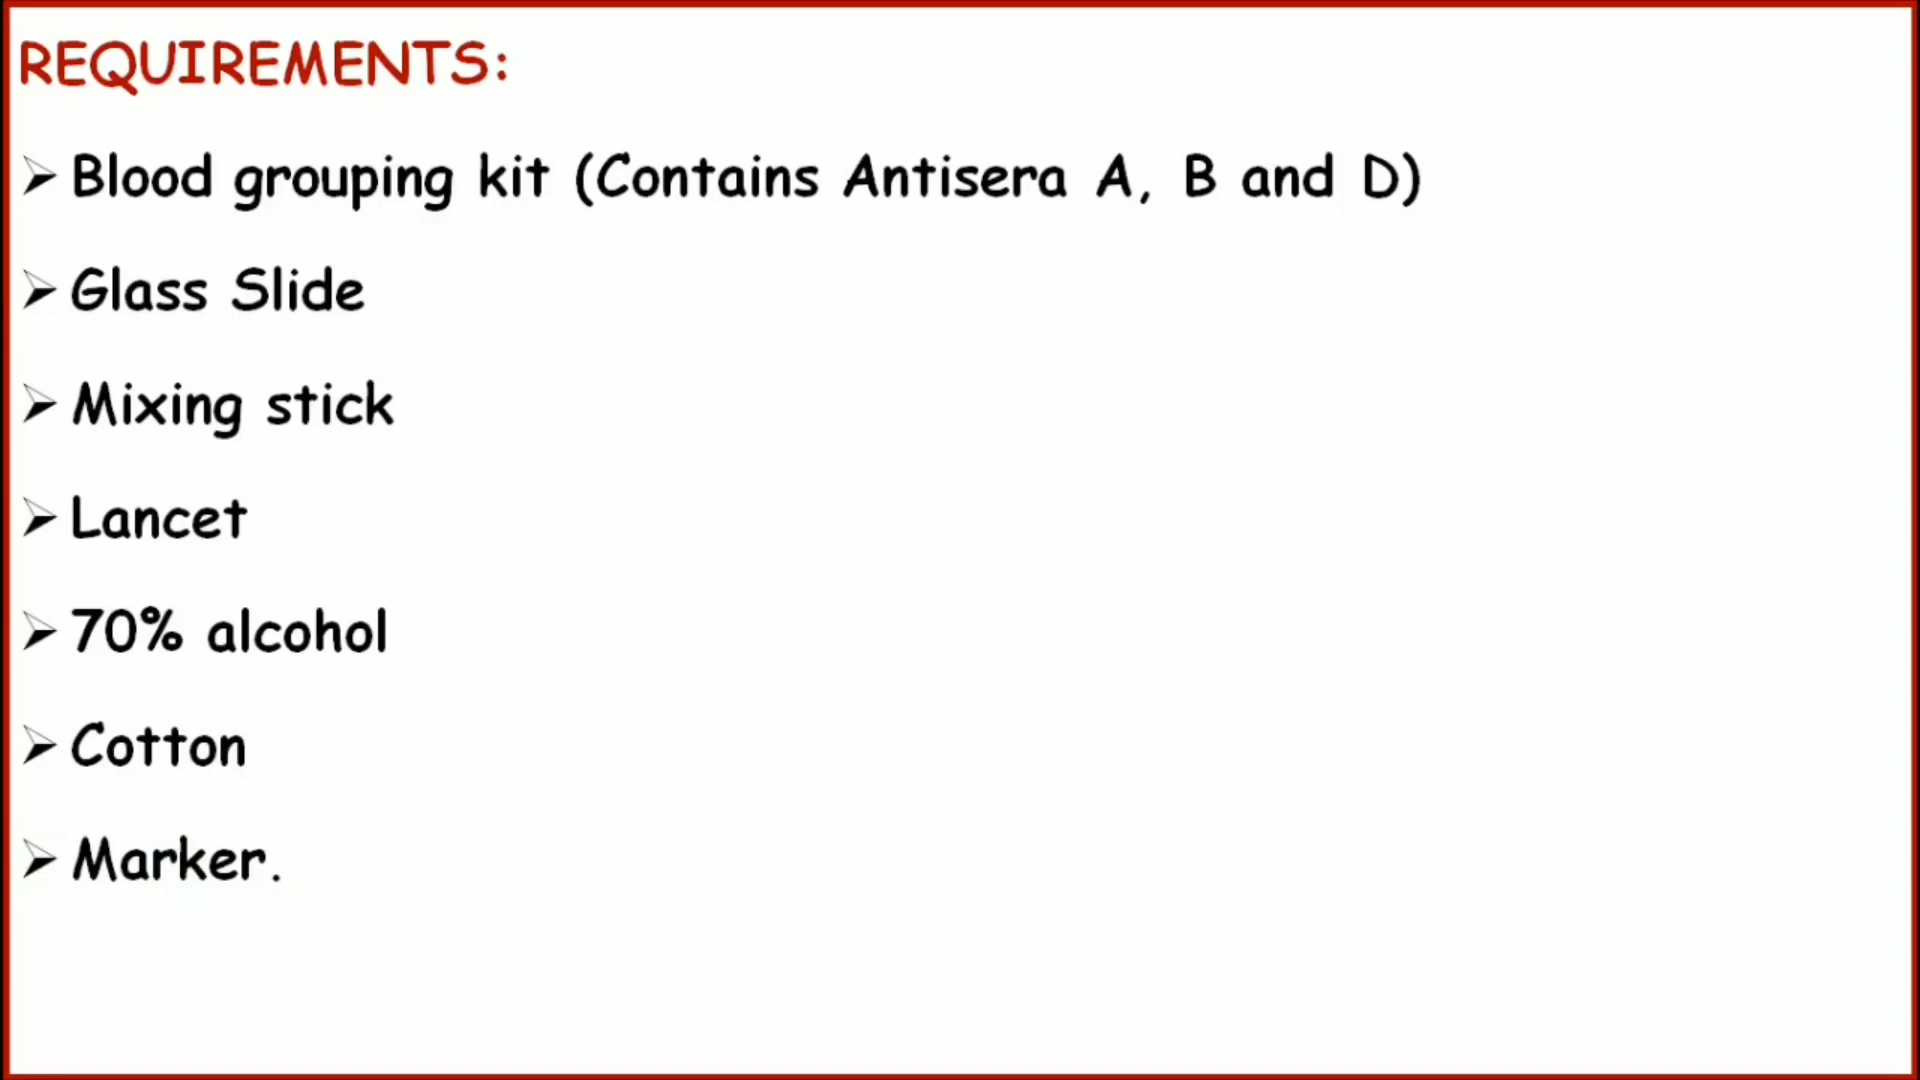 REQUIREMENTS:
➢ Blood grouping kit (Contains Antisera A, B and D)
➢ Glass Slide
➢ Mixing stick
➢ Lancet
➢ 70% alcohol
➢ Cotton
➢ Marker.